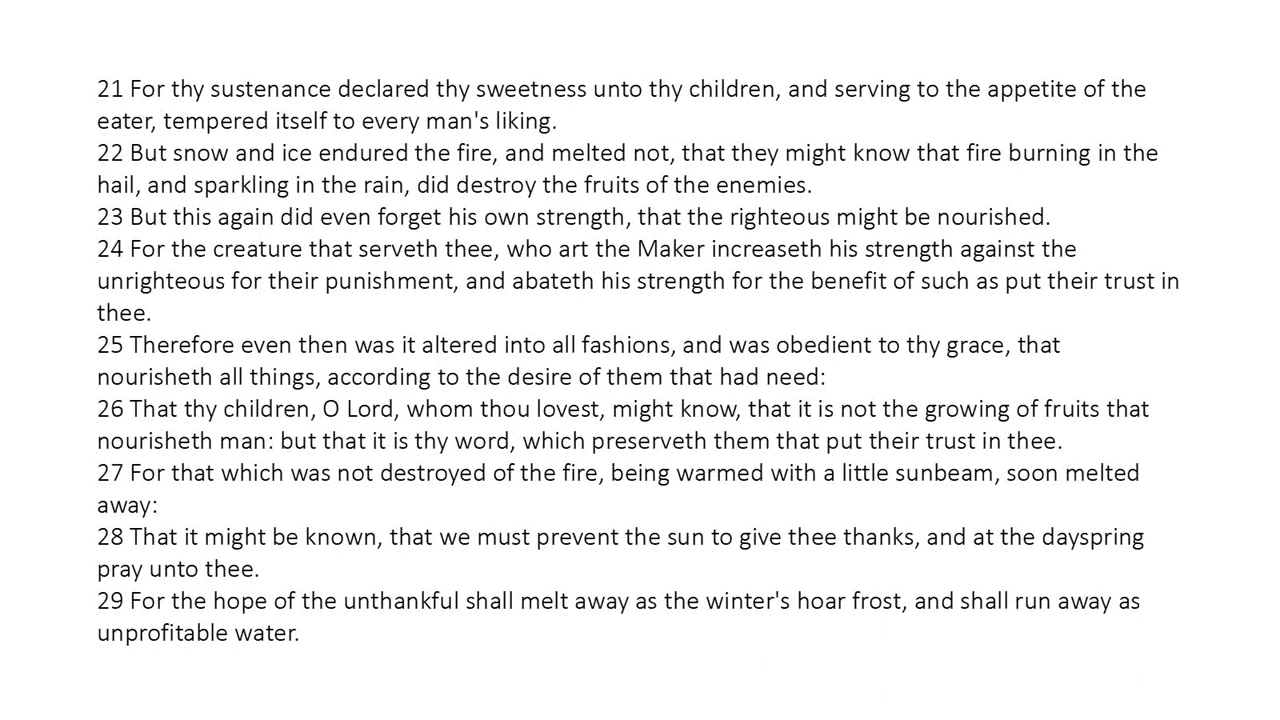 21 For thy sustenance declared thy sweetness unto thy children, and serving to the appetite of the
eater, tempered itself to every man's liking.
22 But snow and ice endured the fire, and melted not, that they might know that fire burning in the
hail, and sparkling in the rain, did destroy the fruits of the enemies.
23 But this again did even forget his own strength, that the righteous might be nourished.
24 For the creature that serveth thee, who art the Maker increaseth his strength against the
unrighteous for their punishment, and abateth his strength for the benefit of such as put their trust in
thee.
25 Therefore even then was it altered into all fashions, and was obedient to thy grace, that
nourisheth all things, according to the desire of them that had need:
26 That thy children, O Lord, whom thou lovest, might know, that it is not the growing of fruits that
nourisheth man: but that it is thy word, which preserveth them that put their trust in thee.
27 For that which was not destroyed of the fire, being warmed with a little sunbeam, soon melted
away:
28 That it might be known, that we must prevent the sun to give thee thanks, and at the dayspring
pray unto thee.
29 For the hope of the unthankful shall melt away as the winter's hoar frost, and shall run away as
unprofitable water.